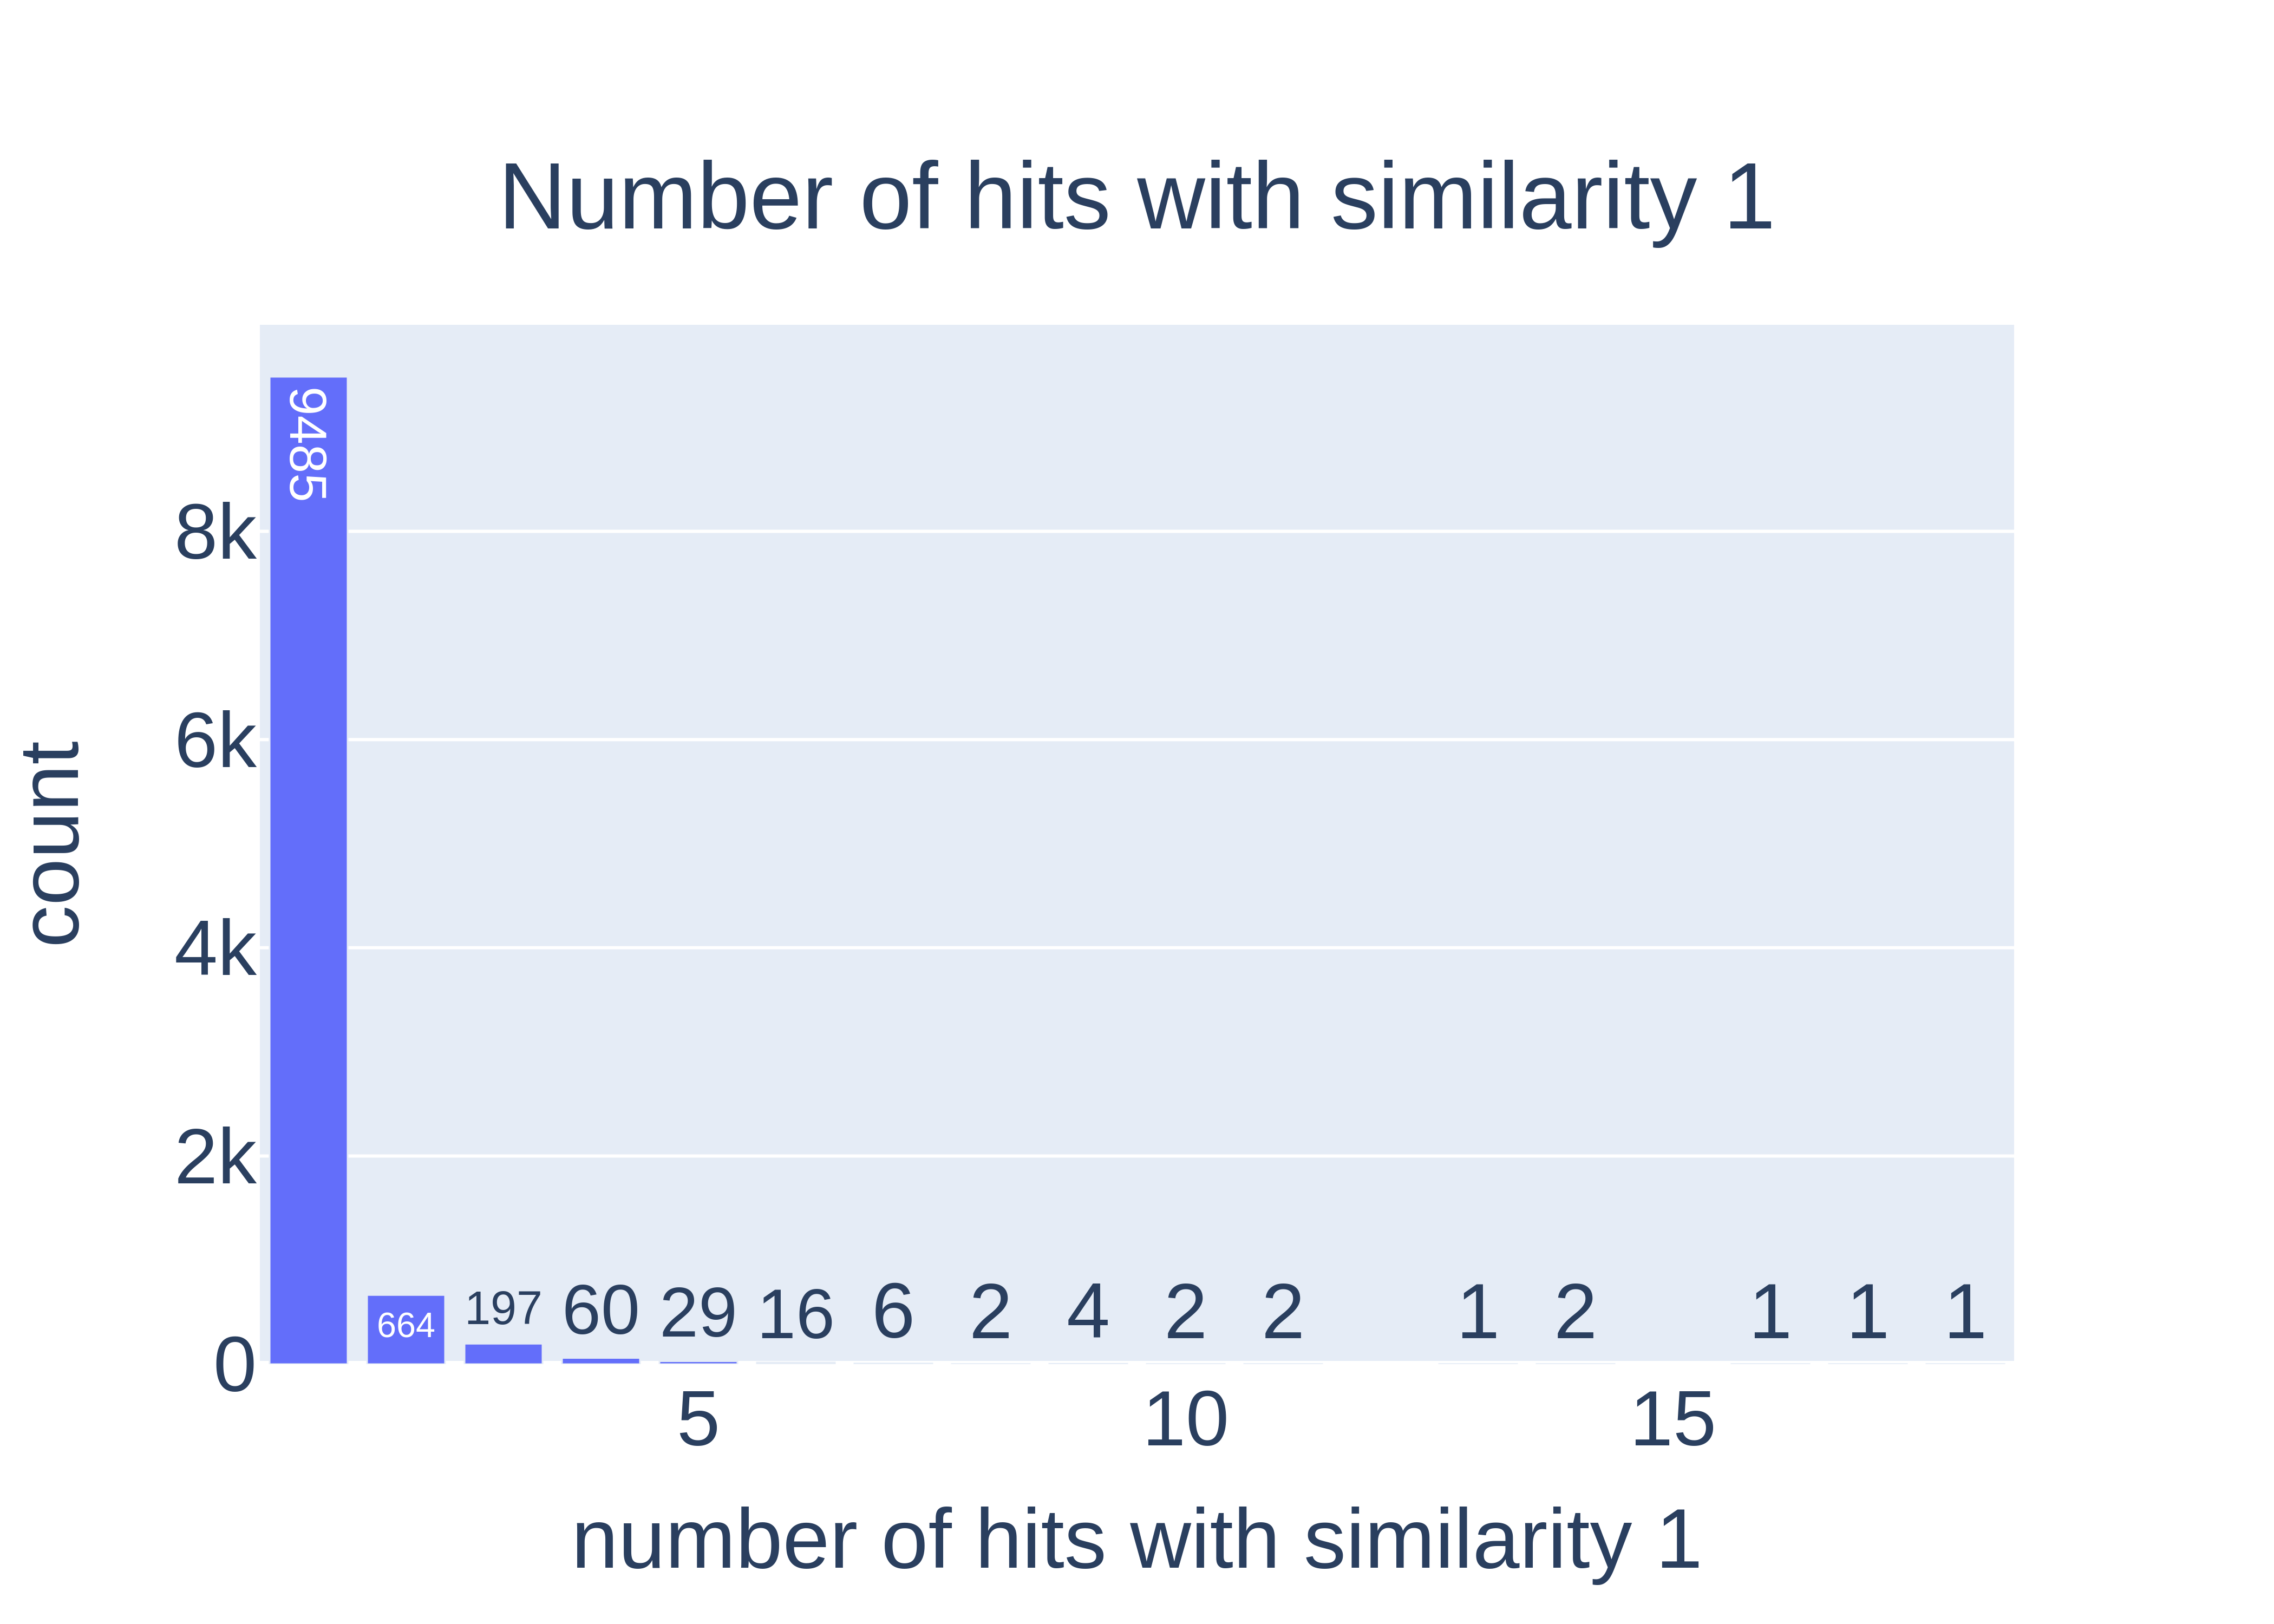 Number of hits with similarity 1
9485
8k
6k
4k
2k
0
count
664
197
60
29
16
6
2
4
2
2
1
2
1
1
1
5
10
15
number of hits with similarity 1